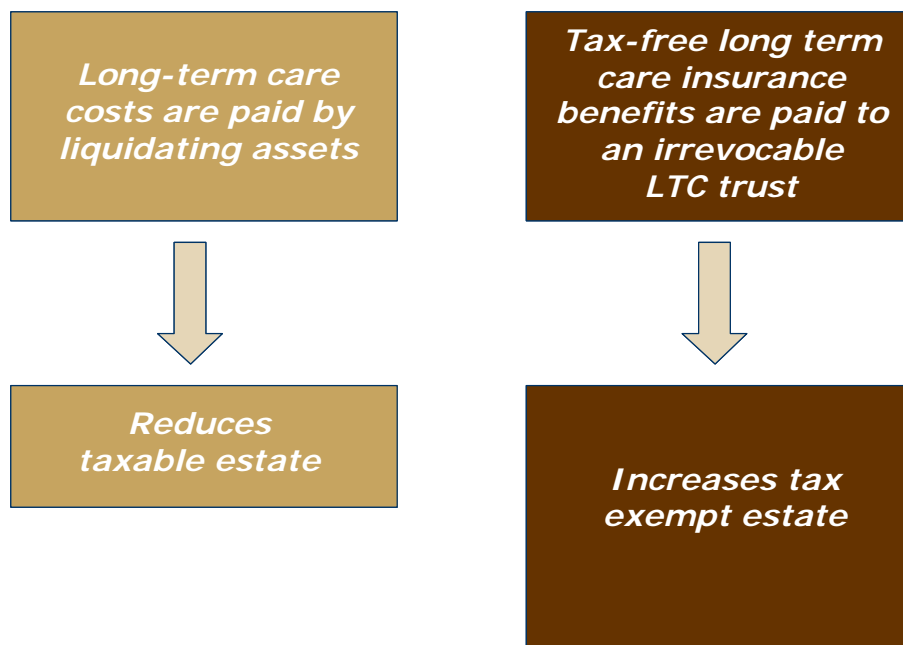 Long-term care
costs are paid by
liquidating assets
Tax-free long term
care insurance
benefits are paid to
an irrevocable
LTC trust
Reduces
taxable estate
Increases tax
exempt estate